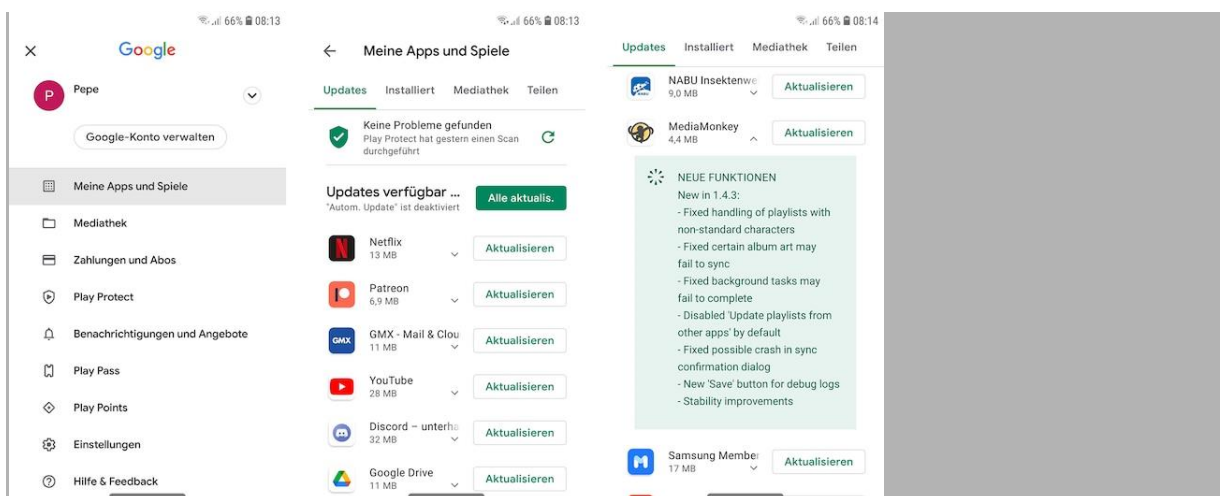 66% 08:13
Google
P
Pepe
Google-Konto verwalten
Meine Apps und Spiele
Mediathek
Zahlungen und Abos
Play Protect
Benachrichtigungen und Angebote
Play Pass
Play Points
Einstellungen
Hilfe & Feedback
66% 08:13
Meine Apps und Spiele
Updates Installiert Mediathek Teilen
Keine Probleme gefunden
Play Protect hat gestern einen Scan
durchgeführt
Updates verfügbar ...
"Autom. Update" ist deaktiviert
Alle aktualis.
Netflix
13 MB
Aktualisieren
Patreon
6,9 MB
Aktualisieren
GMX
GMX - Mail & Clou
11 MB
Aktualisieren
YouTube
28 MB
Aktualisieren
Discord – unterha
32 MB
Aktualisieren
Google Drive
11 MB
Aktualisieren
66% 08:14
Updates Installiert Mediathek Teilen
NABU Insektenwe
9,0 MB
Aktualisieren
MediaMonkey
4,4 MB
Aktualisieren
NEUE FUNKTIONEN
New in 1.4.3:
- Fixed handling of playlists with
non-standard characters
- Fixed certain album art may
fail to sync
- Fixed background tasks may
fail to complete
- Disabled 'Update playlists from
other apps' by default
- Fixed possible crash in sync
confirmation dialog
- New 'Save' button for debug logs
- Stability improvements
Samsung Member
17 MB
Aktualisieren